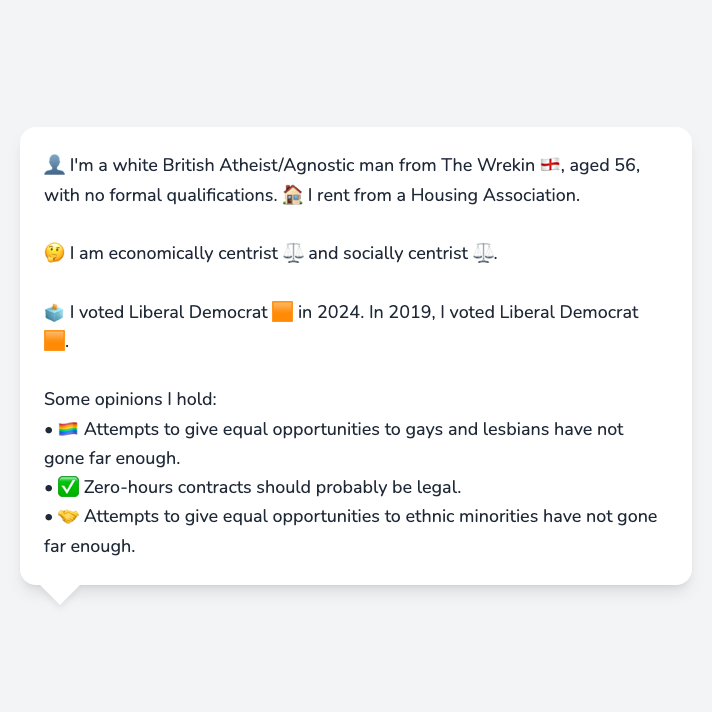 👤 I'm a white British Atheist/Agnostic man from The Wrekin 🏴󠁧󠁢󠁥󠁮󠁧󠁿, aged 56,
with no formal qualifications. 🏠 I rent from a Housing Association.
🤔 I am economically centrist ⚖️ and socially centrist ⚖️.
🗳️ I voted Liberal Democrat 🟧 in 2024. In 2019, I voted Liberal Democrat
🟧.
Some opinions I hold:
• 🏳️‍🌈 Attempts to give equal opportunities to gays and lesbians have not
gone far enough.
• ✅ Zero-hours contracts should probably be legal.
• 🤝 Attempts to give equal opportunities to ethnic minorities have not gone
far enough.